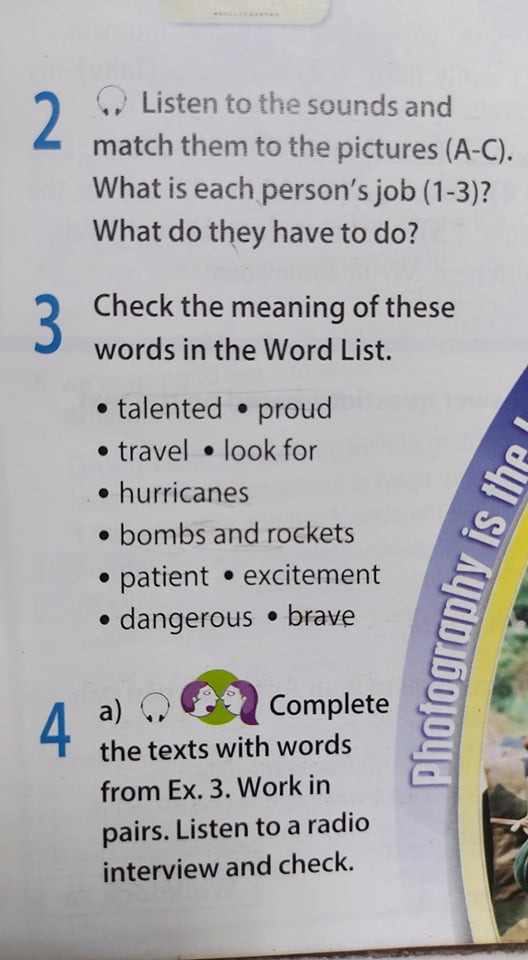 2 Listen to the sounds and
match them to the pictures (A-C).
What is each person's job (1-3)?
What do they have to do?
3 Check the meaning of these
words in the Word List.
• talented • proud
• travel • look for
• hurricanes
• bombs and rockets
• patient • excitement
• dangerous • brave
4 a) Complete
the texts with words
from Ex. 3. Work in
pairs. Listen to a radio
interview and check.
Photography is the